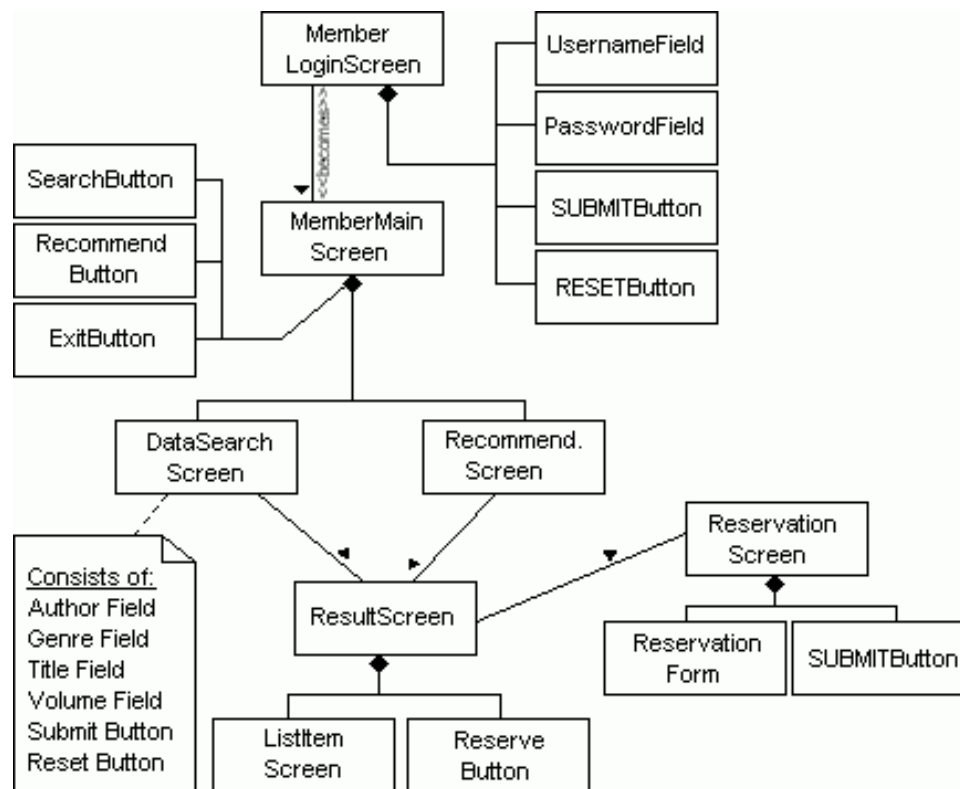 Member
LoginScreen
<<becomes>>
UsernameField
PasswordField
SUBMITButton
RESETButton
SearchButton
Recommend
Button
ExitButton
MemberMain
Screen
DataSearch
Screen
Recommend.
Screen
Consists of:
Author Field
Genre Field
Title Field
Volume Field
Submit Button
Reset Button
ResultScreen
ListItem
Screen
Reserve
Button
Reservation
Screen
Reservation
Form
SUBMITButton